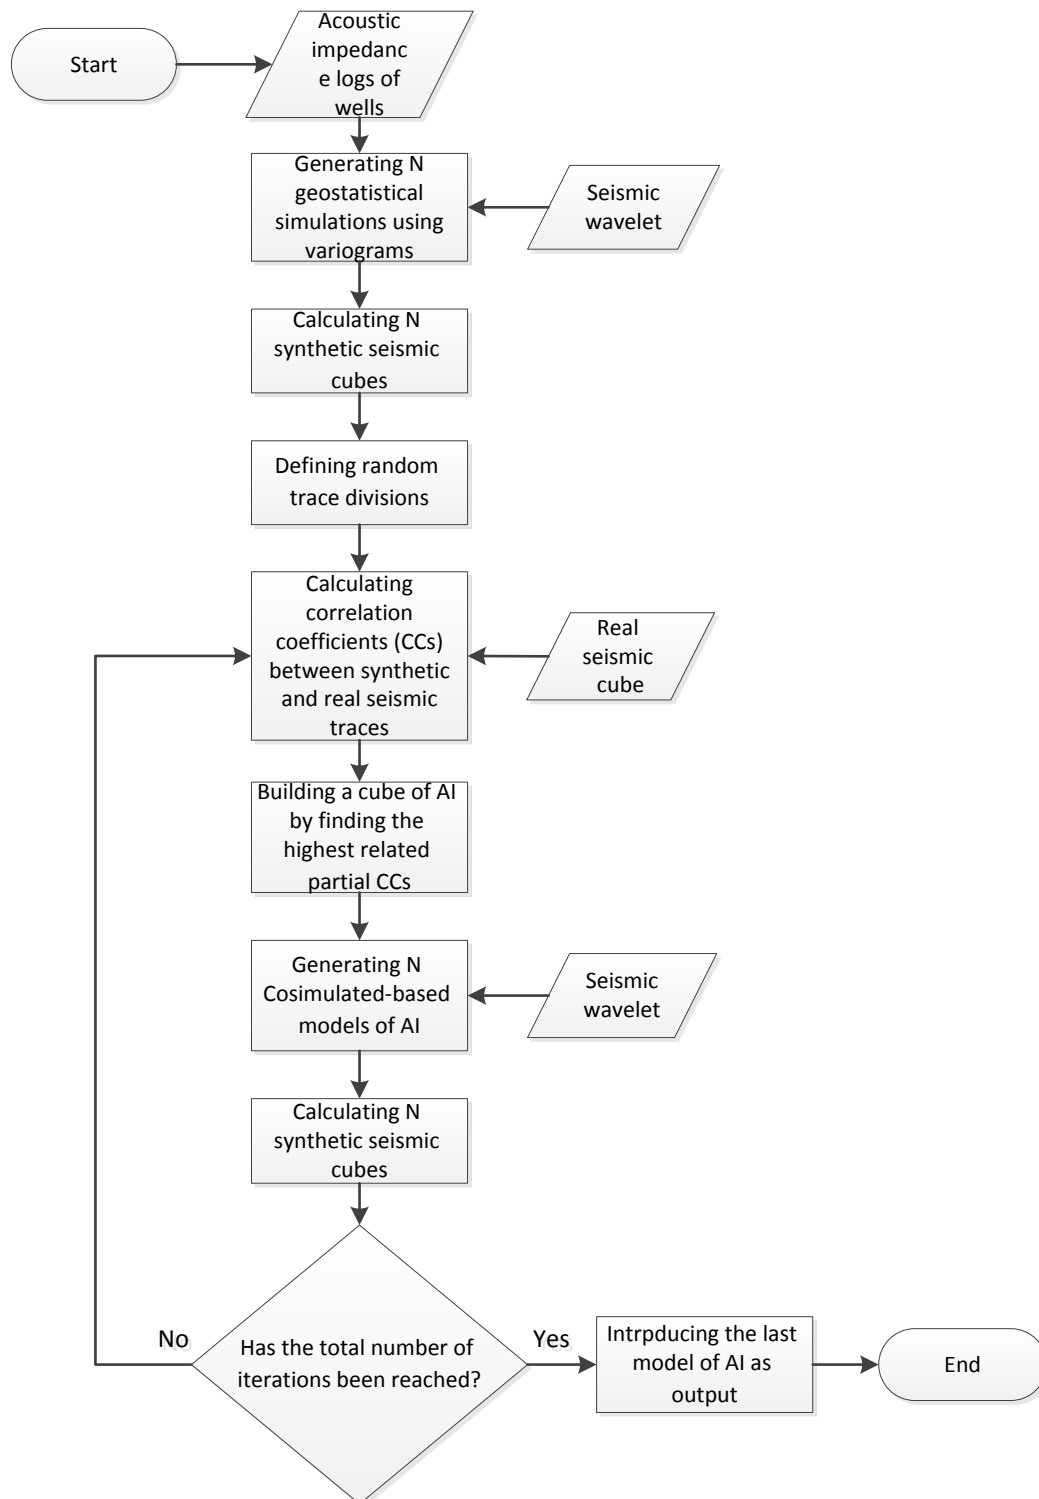 Start
Acoustic
impedanc
e logs of
wells
Generating N
geostatistical
simulations using
variograms
Seismic
wavelet
Calculating N
synthetic seismic
cubes
Defining random
trace divisions
Calculating
correlation
coefficients (CCs)
between synthetic
and real seismic
traces
Real
seismic
cube
Building a cube of AI
by finding the
highest related
partial CCs
Generating N
Cosimulated-based
models of AI
Seismic
wavelet
Calculating N
synthetic seismic
cubes
No
Has the total number of
iterations been reached?
Yes
Intrpducing the last
model of AI as
output
End